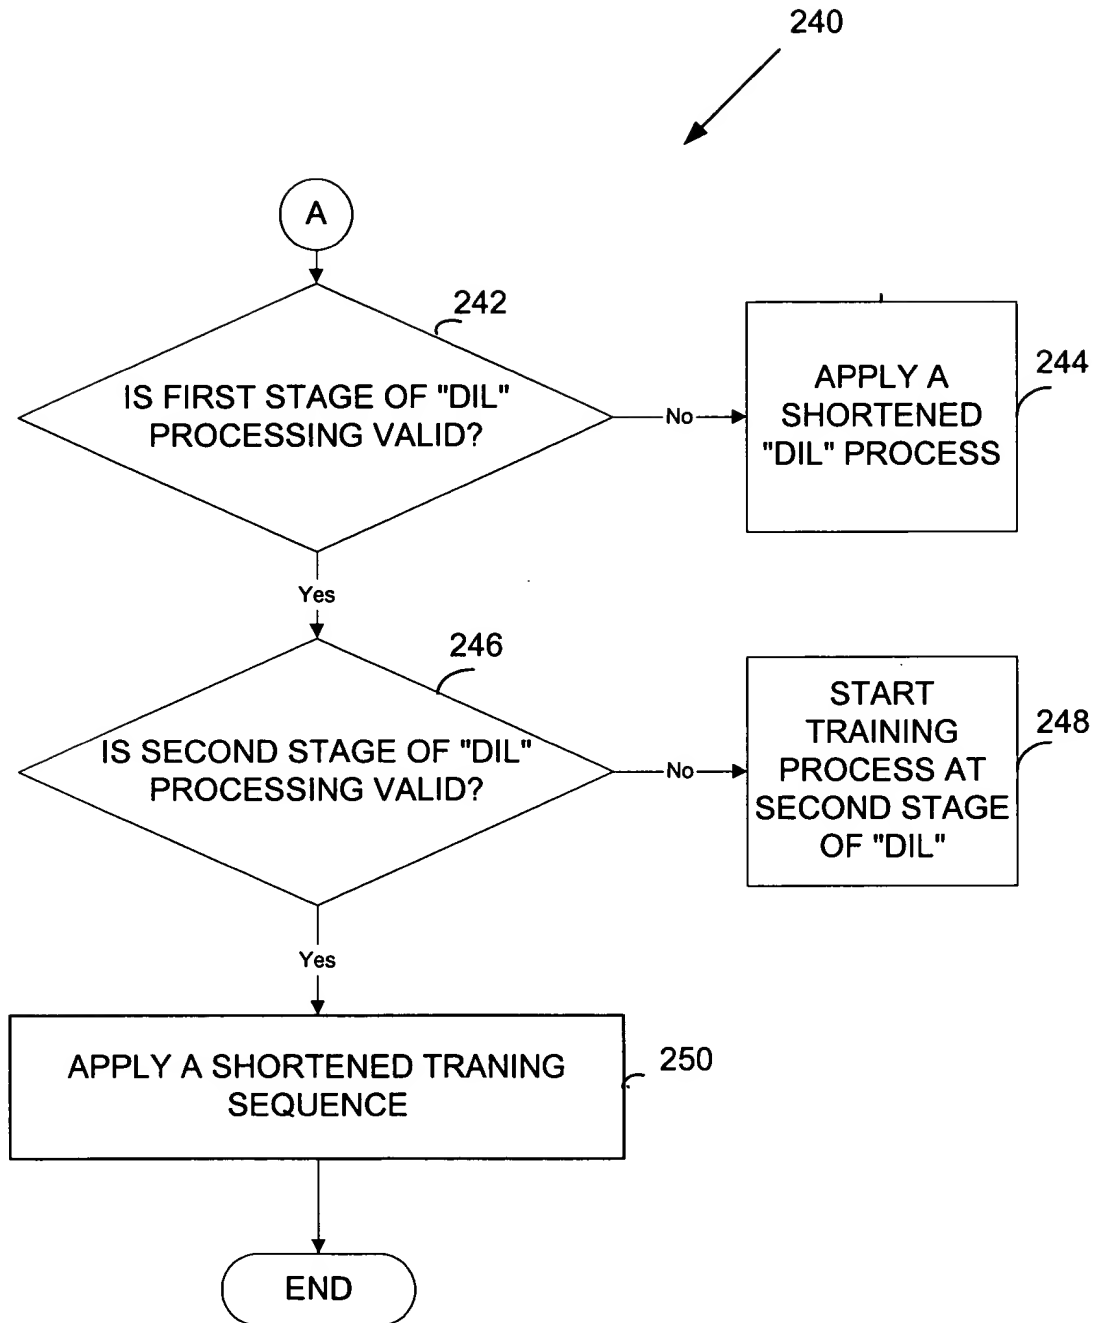 240
A
242
IS FIRST STAGE OF "DIL"
PROCESSING VALID?
No
APPLY A
SHORTENED
"DIL" PROCESS
244
Yes
246
IS SECOND STAGE OF "DIL"
PROCESSING VALID?
No
START
TRAINING
PROCESS AT
SECOND STAGE
OF "DIL"
248
Yes
APPLY A SHORTENED TRANING
SEQUENCE
250
END